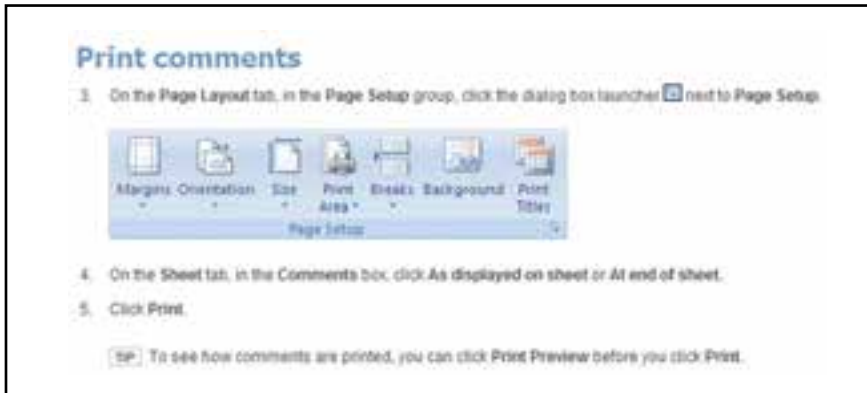 Print comments
3. On the Page Layout tab, in the Page Setup group, click the dialog box launcher next to Page Setup.
Margins Orientation Size Print Area Breaks Background Print Titles
Page Setup
4. On the Sheet tab, in the Comments box, click As displayed on sheet or At end of sheet.
5. Click Print.
TIP To see how comments are printed, you can click Print Preview before you click Print.